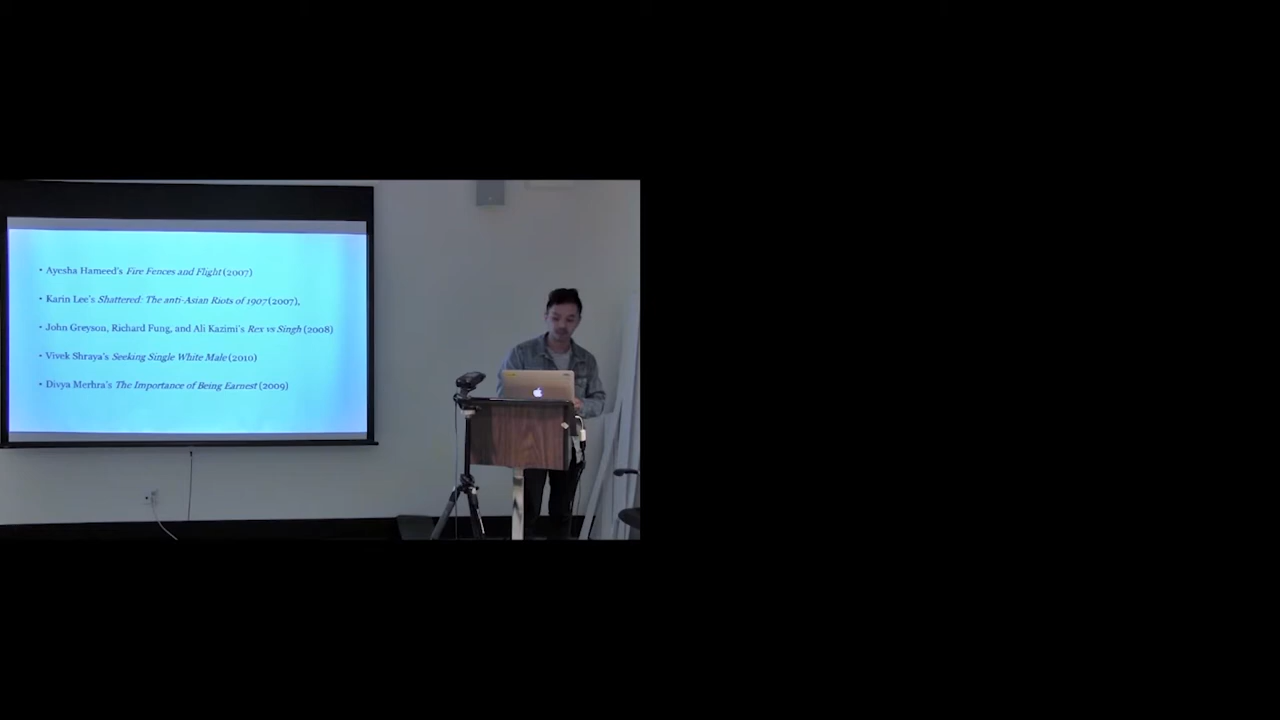 • Ayesha Hameed's Fire Fences and Flight (2007)
• Karin Lee's Shattered: The anti-Asian Riots of 1907 (2007),
• John Greyson, Richard Fung, and Ali Kazimi's Rex vs Singh (2008)
• Vivek Shraya's Seeking Single White Male (2010)
• Divya Merhra's The Importance of Being Earnest (2009)